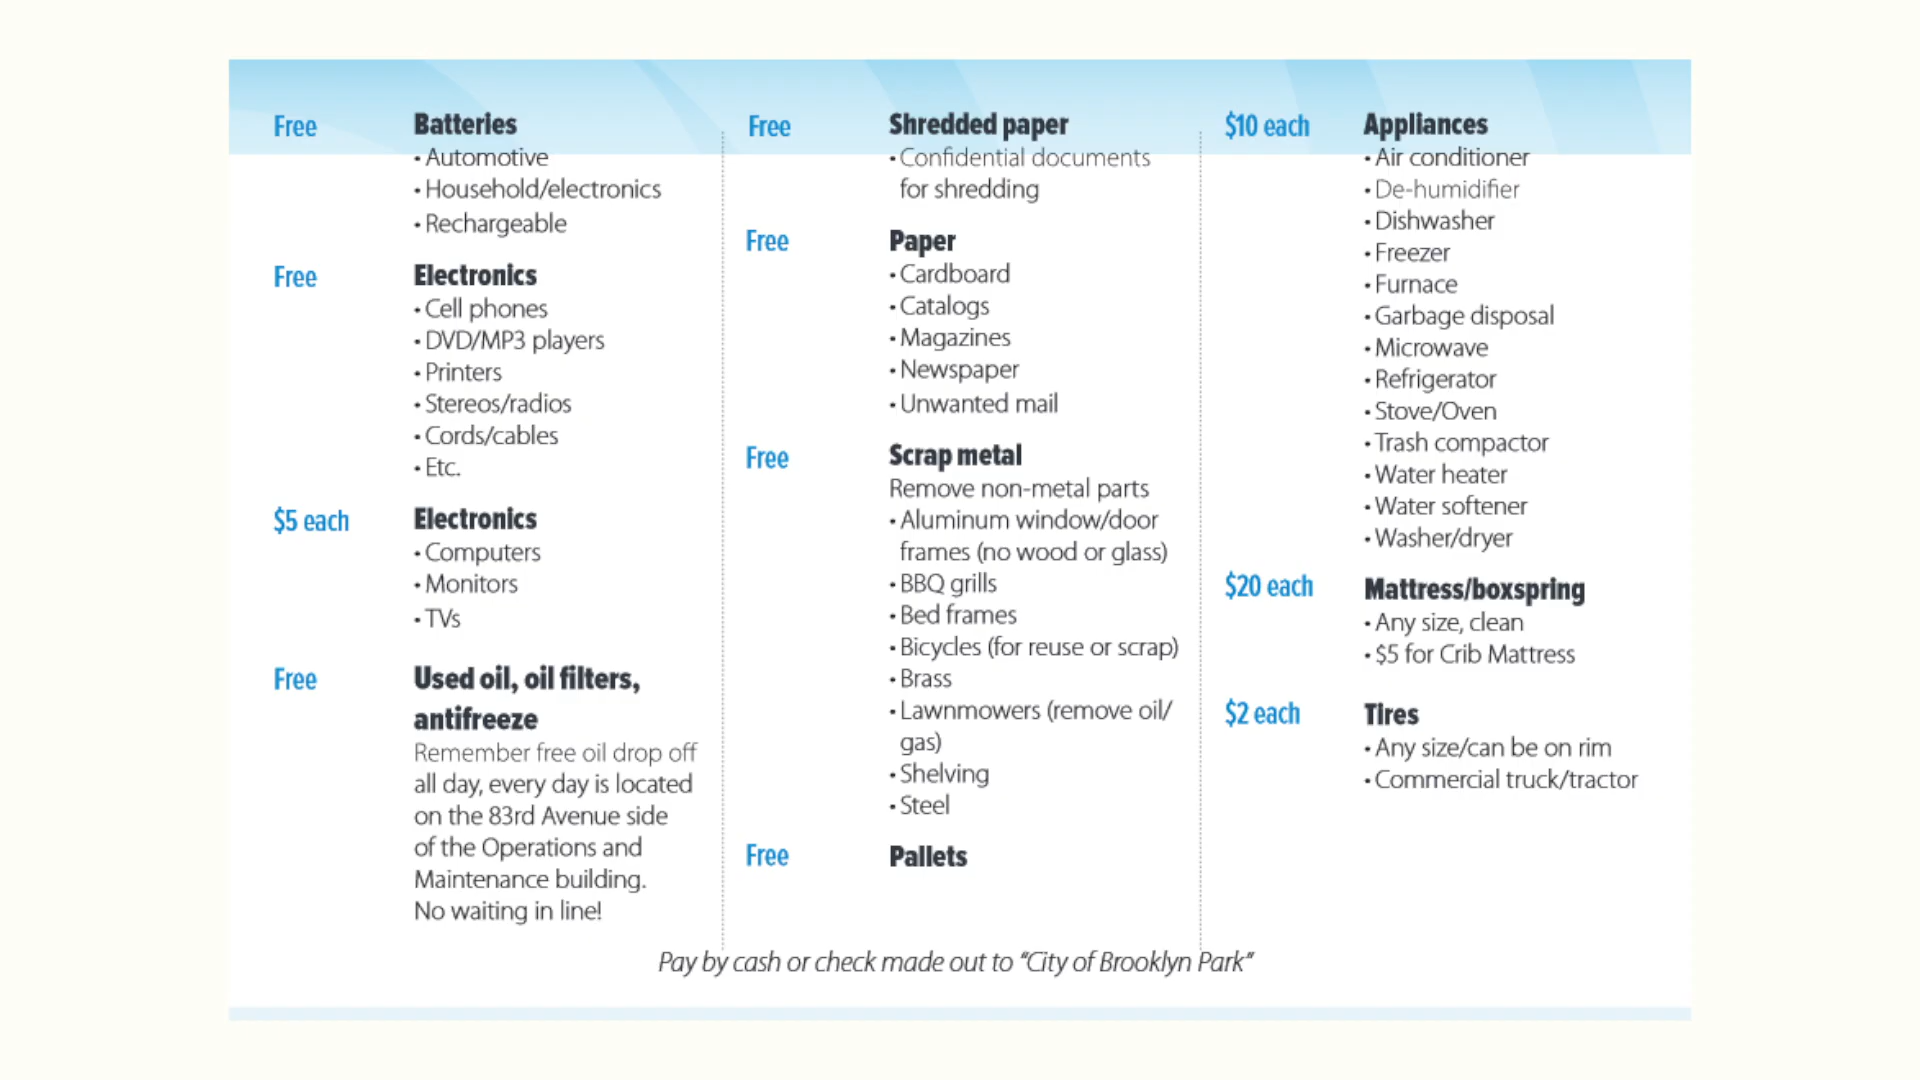 Free
Batteries
• Automotive
• Household/electronics
• Rechargeable
Free
Electronics
• Cell phones
• DVD/MP3 players
• Printers
• Stereos/radios
• Cords/cables
• Etc.
$5 each
Electronics
• Computers
• Monitors
• TVs
Free
Used oil, oil filters,
antifreeze
Remember free oil drop off
all day, every day is located
on the 83rd Avenue side
of the Operations and
Maintenance building.
No waiting in line!
Free
Shredded paper
• Confidential documents
for shredding
Free
Paper
• Cardboard
• Catalogs
• Magazines
• Newspaper
• Unwanted mail
Free
Scrap metal
Remove non-metal parts
• Aluminum window/door
frames (no wood or glass)
• BBQ grills
• Bed frames
• Bicycles (for reuse or scrap)
• Brass
• Lawnmowers (remove oil/
gas)
• Shelving
• Steel
Free
Pallets
$10 each
Appliances
• Air conditioner
• De-humidifier
• Dishwasher
• Freezer
• Furnace
• Garbage disposal
• Microwave
• Refrigerator
• Stove/Oven
• Trash compactor
• Water heater
• Water softener
• Washer/dryer
$20 each
Mattress/boxspring
• Any size, clean
• $5 for Crib Mattress
$2 each
Tires
• Any size/can be on rim
• Commercial truck/tractor
Pay by cash or check made out to “City of Brooklyn Park”